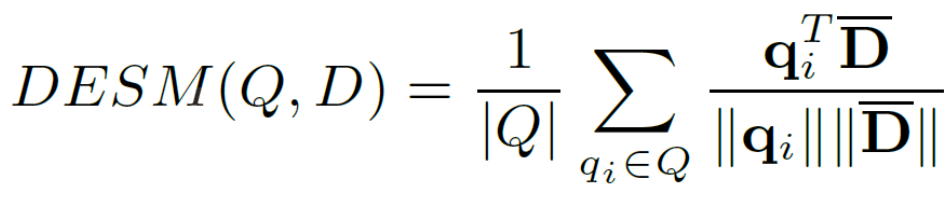 $DESM(Q, D) = \frac{1}{|Q|} \sum_{q_i \in Q} \frac{\mathbf{q}_i^T \overline{\mathbf{D}}}{\|\mathbf{q}_i\| \, \|\overline{\mathbf{D}}\|}$